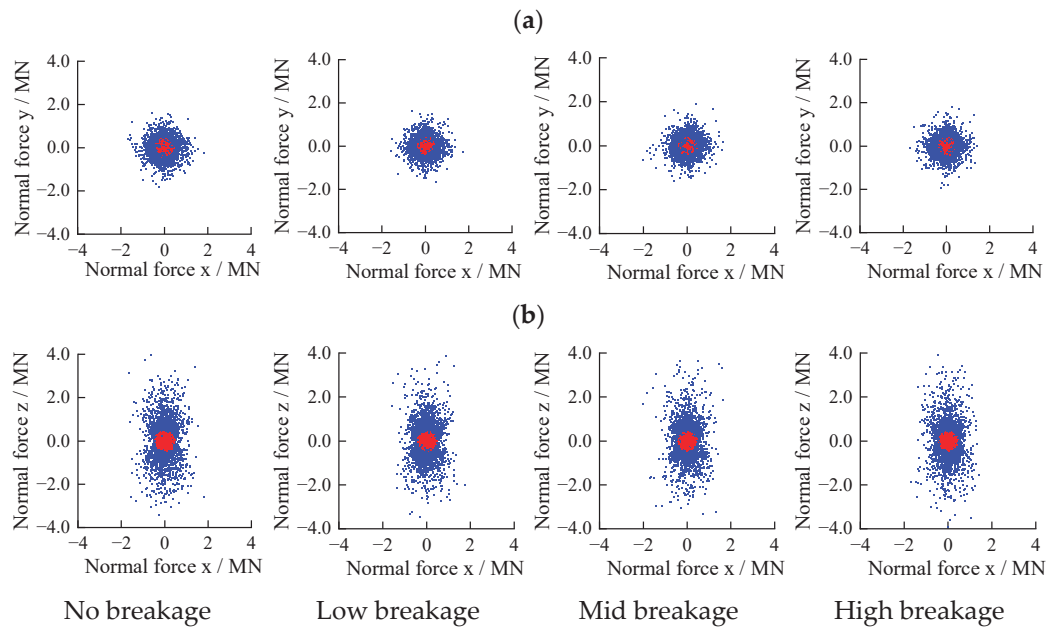 (a)
4.0
2.0
0.0
−2.0
−4.0
Normal force y / MN
−4 −2 0 2 4
Normal force x / MN
4.0
2.0
0.0
−2.0
−4.0
Normal force y / MN
−4 −2 0 2 4
Normal force x / MN
4.0
2.0
0.0
−2.0
−4.0
Normal force y / MN
−4 −2 0 2 4
Normal force x / MN
4.0
2.0
0.0
−2.0
−4.0
Normal force y / MN
−4 −2 0 2 4
Normal force x / MN
(b)
4.0
2.0
0.0
−2.0
−4.0
Normal force z / MN
−4 −2 0 2 4
Normal force x / MN
4.0
2.0
0.0
−2.0
−4.0
Normal force z / MN
−4 −2 0 2 4
Normal force x / MN
4.0
2.0
0.0
−2.0
−4.0
Normal force z / MN
−4 −2 0 2 4
Normal force x / MN
4.0
2.0
0.0
−2.0
−4.0
Normal force z / MN
−4 −2 0 2 4
Normal force x / MN
No breakage Low breakage Mid breakage High breakage